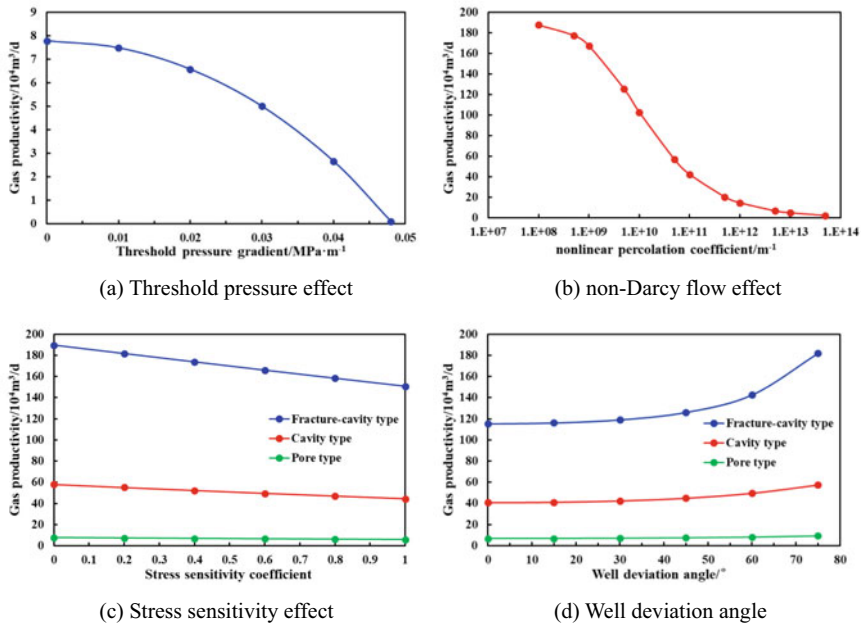 Gas productivity/10⁴m³/d
9
8
7
6
5
4
3
2
1
0
0 0.01 0.02 0.03 0.04 0.05
Threshold pressure gradient/MPa·m⁻¹
(a) Threshold pressure effect
Gas productivity/10⁴m³/d
200
180
160
140
120
100
80
60
40
20
0
1.E+07 1.E+08 1.E+09 1.E+10 1.E+11 1.E+12 1.E+13 1.E+14
nonlinear percolation coefficient/m⁻¹
(b) non-Darcy flow effect
Gas productivity/10⁴m³/d
200
180
160
140
120
100
80
60
40
20
0
Fracture-cavity type
Cavity type
Pore type
0 0.1 0.2 0.3 0.4 0.5 0.6 0.7 0.8 0.9 1
Stress sensitivity coefficient
(c) Stress sensitivity effect
Gas productivity/10⁴m³/d
200
180
160
140
120
100
80
60
40
20
0
Fracture-cavity type
Cavity type
Pore type
0 5 10 15 20 25 30 35 40 45 50 55 60 65 70 75 80
Well deviation angle/°
(d) Well deviation angle